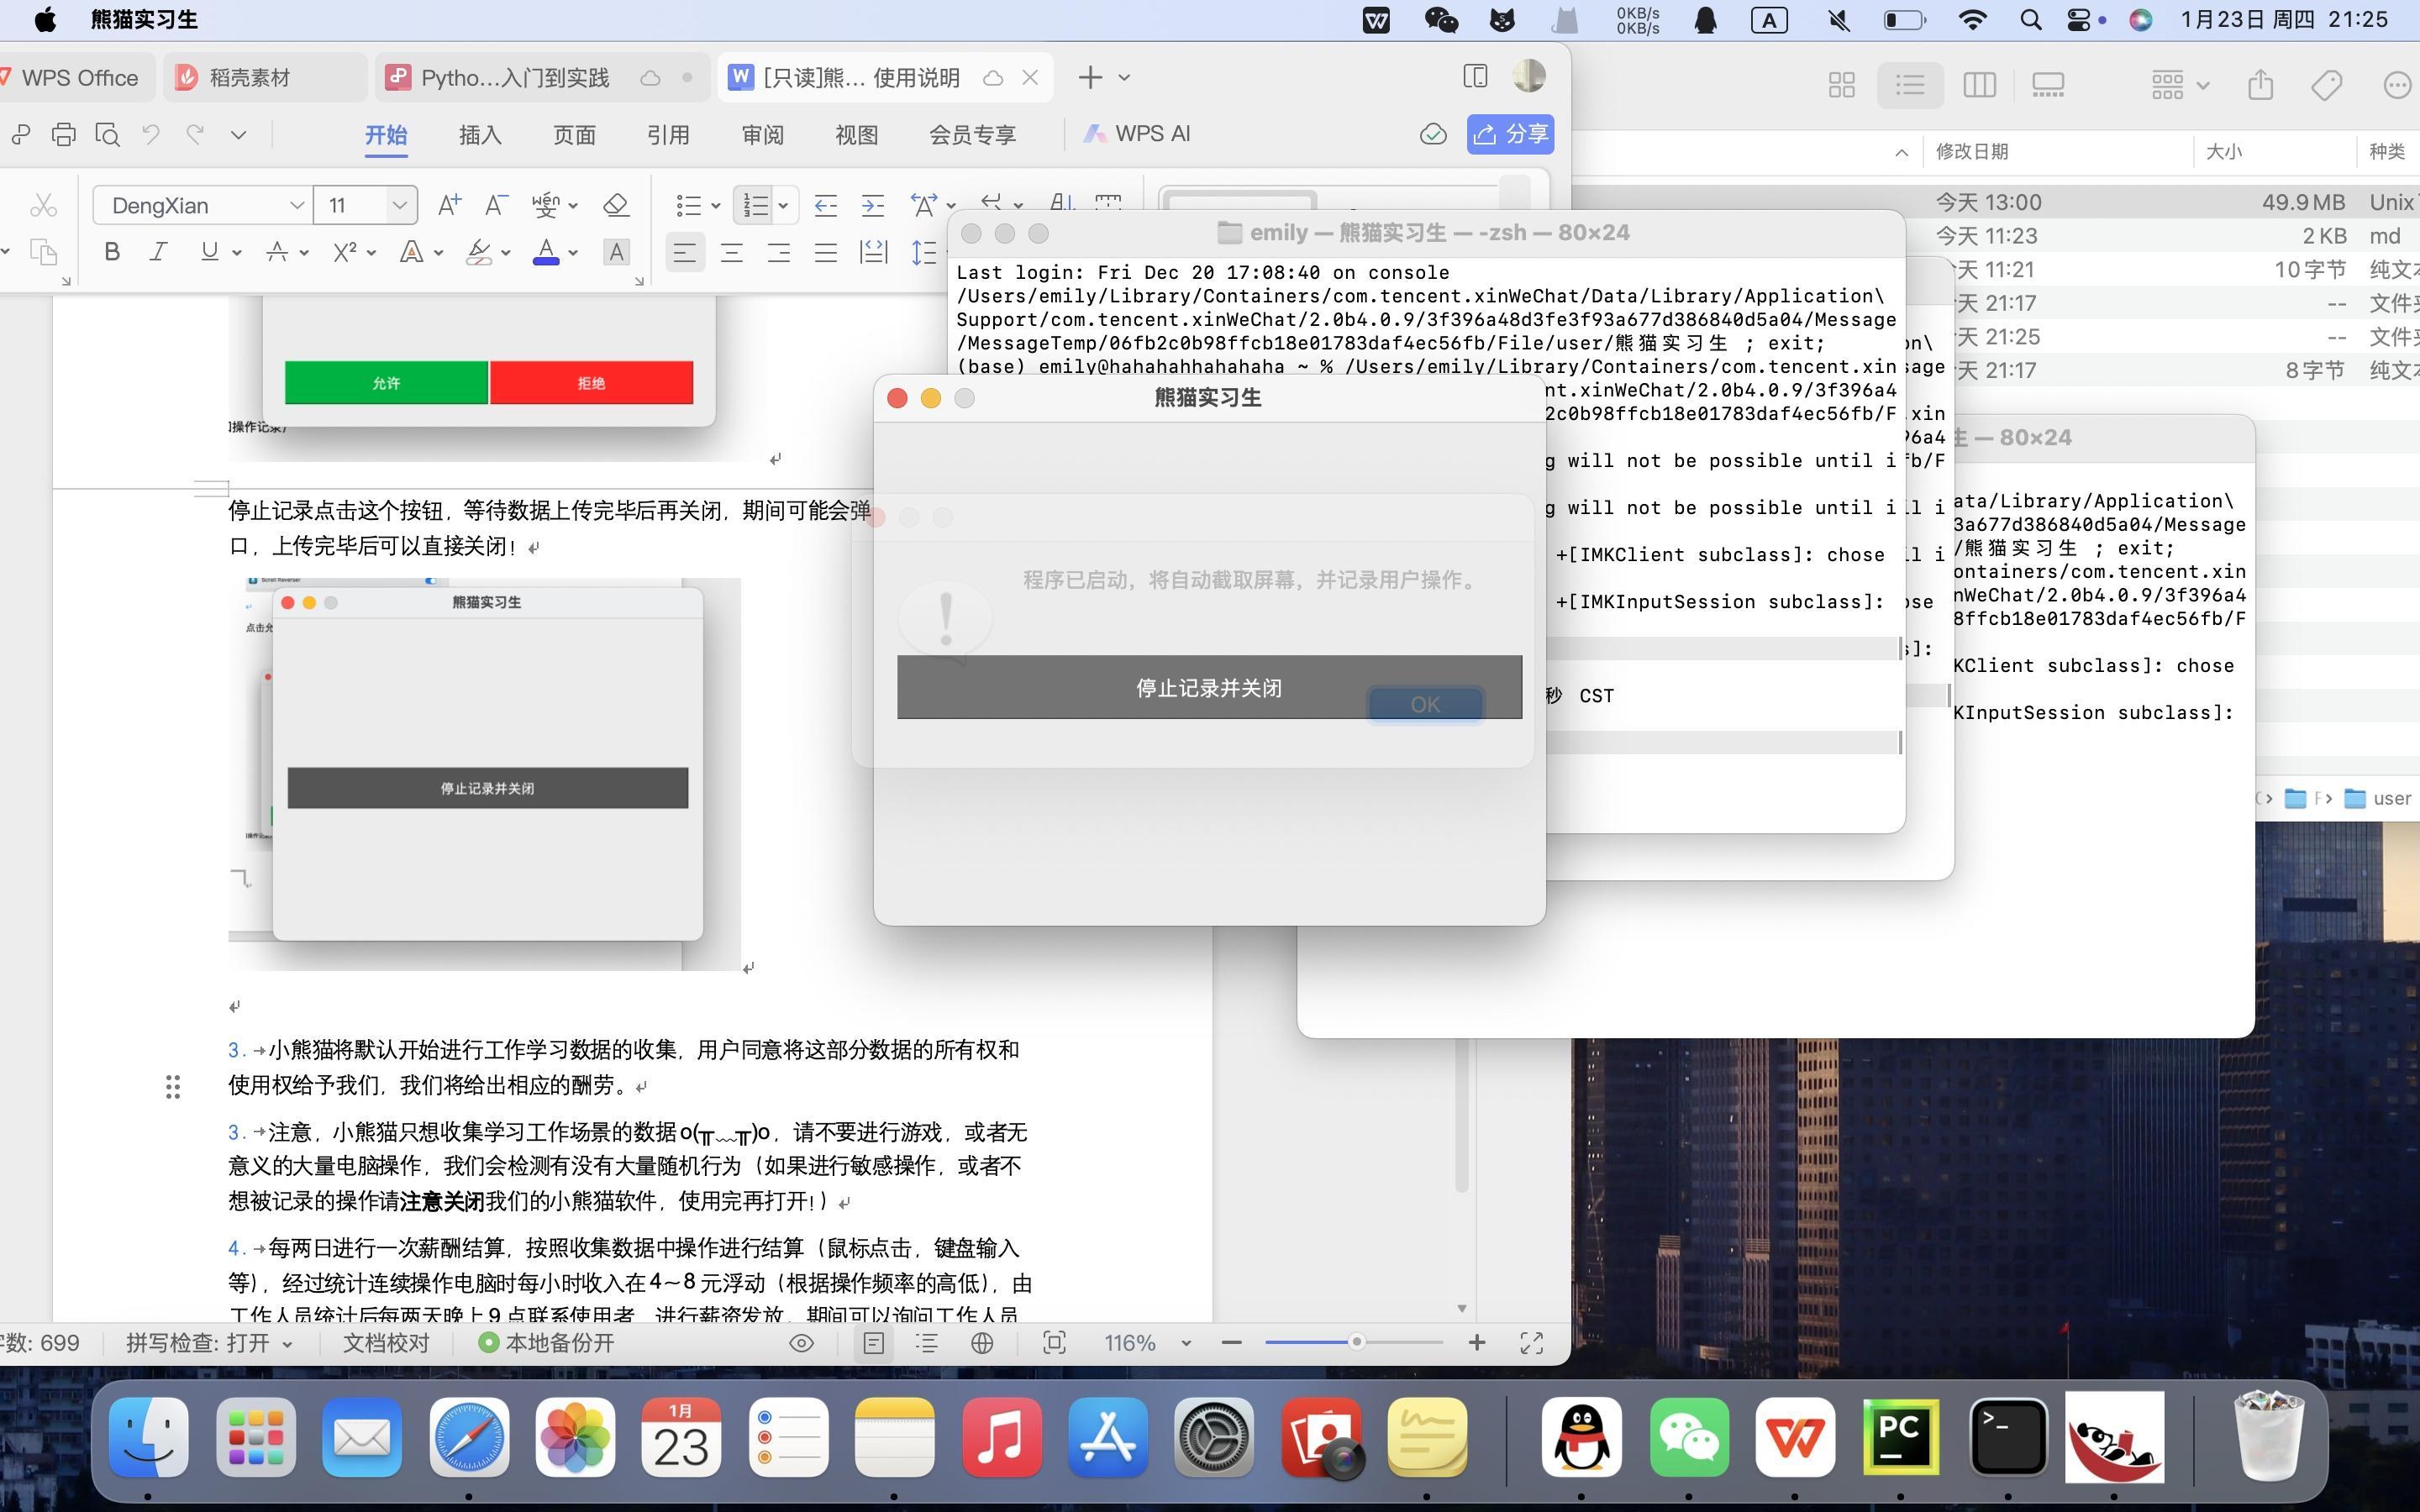 熊猫实习生
0KB/s
0KB/s
A
1月23日 周四 21:25
WPS Office
稻壳素材
Pytho...入门到实践
[只读]熊... 使用说明
开始
插入
页面
引用
审阅
视图
会员专享
WPS AI
分享
DengXian
11
修改日期
大小
种类
今天 13:00
49.9 MB
Unix
今天 11:23
2 KB
md
天 11:21
10 字节
纯文
天 21:17
--
文件
天 21:25
--
文件
天 21:17
8 字节
纯文
允许
拒绝
操作记录）
停止记录点击这个按钮，等待数据上传完毕后再关闭，期间可能会弹
口，上传完毕后可以直接关闭！
Scroll Reverser
点击允
熊猫实习生
停止记录并关闭
3. 小熊猫将默认开始进行工作学习数据的收集，用户同意将这部分数据的所有权和
使用权给予我们，我们将给出相应的酬劳。
3. 注意，小熊猫只想收集学习工作场景的数据o(╥﹏╥)o，请不要进行游戏，或者无
意义的大量电脑操作，我们会检测有没有大量随机行为（如果进行敏感操作，或者不
想被记录的操作请注意关闭我们的小熊猫软件，使用完再打开！）
4. 每两日进行一次薪酬结算，按照收集数据中操作进行结算（鼠标点击，键盘输入
等），经过统计连续操作电脑时每小时收入在4～8元浮动（根据操作频率的高低），由
工作人员统计后每两天晚上9点联系使用者，进行薪资发放，期间可以询问工作人员
字数: 699
拼写检查: 打开
文档校对
本地备份开
116%
emily — 熊猫实习生 — -zsh — 80×24
Last login: Fri Dec 20 17:08:40 on console
/Users/emily/Library/Containers/com.tencent.xinWeChat/Data/Library/Application\
Support/com.tencent.xinWeChat/2.0b4.0.9/3f396a48d3fe3f93a677d386840d5a04/Message
/MessageTemp/06fb2c0b98ffcb18e01783daf4ec56fb/File/user/熊猫实习生 ; exit;
(base) emily@hahahahhahahaha ~ % /Users/emily/Library/Containers/com.tencent.xin
nt.xinWeChat/2.0b4.0.9/3f396a4
2c0b98ffcb18e01783daf4ec56fb/F
g will not be possible until i
g will not be possible until i
+[IMKClient subclass]: chose
+[IMKInputSession subclass]:
秒 CST
on\
sage
.xin
96a4
fb/F
ll i
ll i
ose
s]:
生 — 80×24
ata/Library/Application\
3a677d386840d5a04/Message
/熊猫实习生 ; exit;
ontainers/com.tencent.xin
nWeChat/2.0b4.0.9/3f396a4
8ffcb18e01783daf4ec56fb/F
KClient subclass]: chose
KInputSession subclass]:
熊猫实习生
程序已启动，将自动截取屏幕，并记录用户操作。
停止记录并关闭
OK
F
user
1月
23
PC